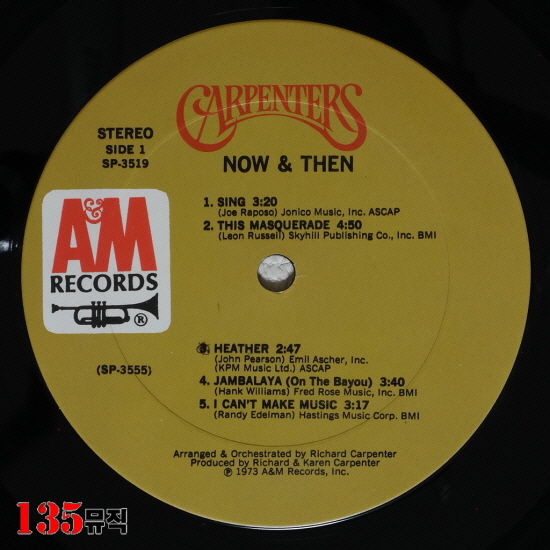 CARPENTERS
STEREO
SIDE 1
SP-3519
NOW & THEN
1. SING 3:20
(Joe Raposo) Jonico Music, Inc. ASCAP
2. THIS MASQUERADE 4:50
(Leon Russell) Skyhill Publishing Co., Inc. BMI
A&M
RECORDS
®
(SP-3555)
HEATHER 2:47
(John Pearson) Emil Ascher, Inc.
(KPM Music Ltd.) ASCAP
4. JAMBALAYA (On The Bayou) 3:40
(Hank Williams) Fred Rose Music, Inc. BMI
5. I CAN'T MAKE MUSIC 3:17
(Randy Edelman) Hastings Music Corp. BMI
Arranged & Orchestrated by Richard Carpenter
Produced by Richard & Karen Carpenter
℗ 1973 A&M Records, Inc.
135뮤직